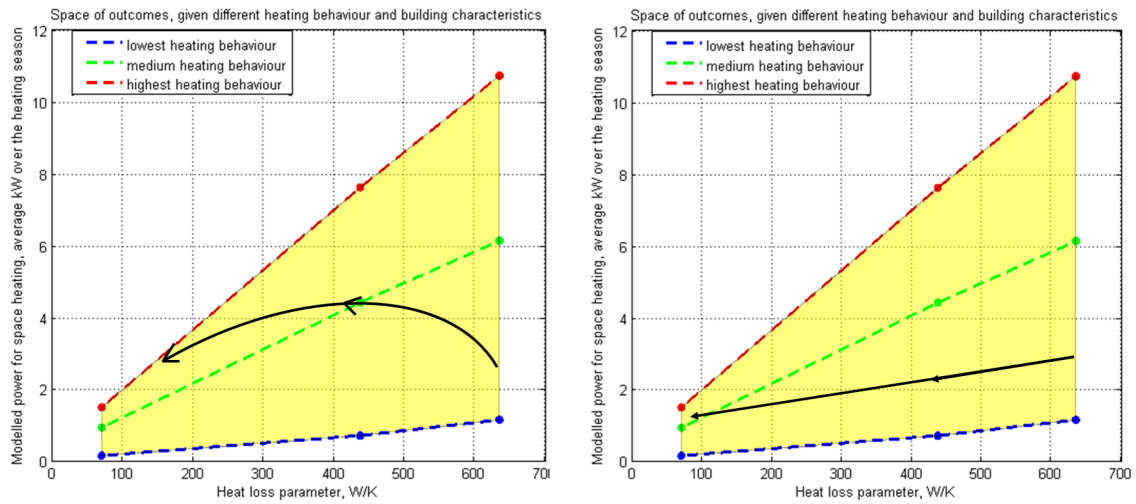 Space of outcomes, given different heating behaviour and building characteristics
Modelled power for space heating, average kW over the heating season
12
10
8
6
4
2
0
lowest heating behaviour
medium heating behaviour
highest heating behaviour
0 100 200 300 400 500 600 700
Heat loss parameter, W/K
Space of outcomes, given different heating behaviour and building characteristics
Modelled power for space heating, average kW over the heating season
12
10
8
6
4
2
0
lowest heating behaviour
medium heating behaviour
highest heating behaviour
0 100 200 300 400 500 600 700
Heat loss parameter, W/K